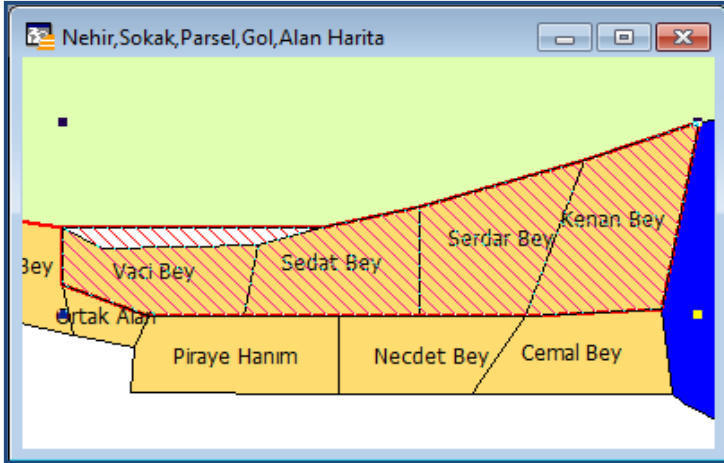 Nehir,Sokak,Parsel,Gol,Alan Harita
Kenan Bey
Serdar Bey
Bey
Vaci Bey
Sedat Bey
Ortak Alan
Piraye Hanım
Necdet Bey
Cemal Bey